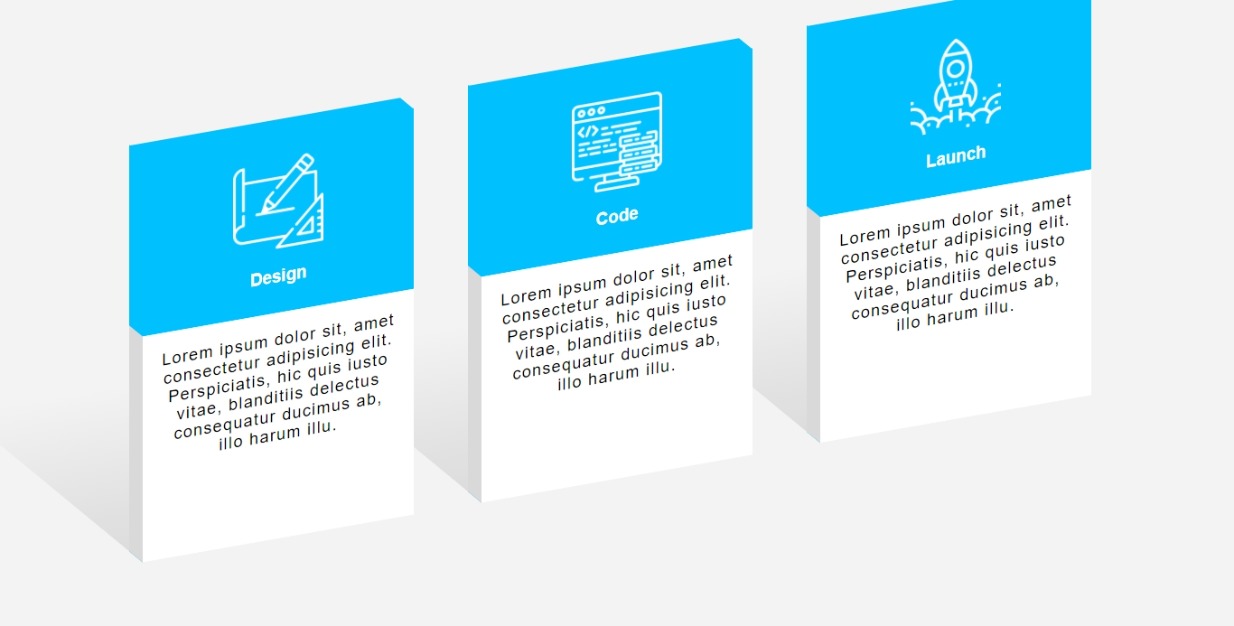 Design
Lorem ipsum dolor sit, amet
consectetur adipisicing elit.
Perspiciatis, hic quis iusto
vitae, blanditiis delectus
consequatur ducimus ab,
illo harum illu.
</>
Code
Lorem ipsum dolor sit, amet
consectetur adipisicing elit.
Perspiciatis, hic quis iusto
vitae, blanditiis delectus
consequatur ducimus ab,
illo harum illu.
Launch
Lorem ipsum dolor sit, amet
consectetur adipisicing elit.
Perspiciatis, hic quis iusto
vitae, blanditiis delectus
consequatur ducimus ab,
illo harum illu.